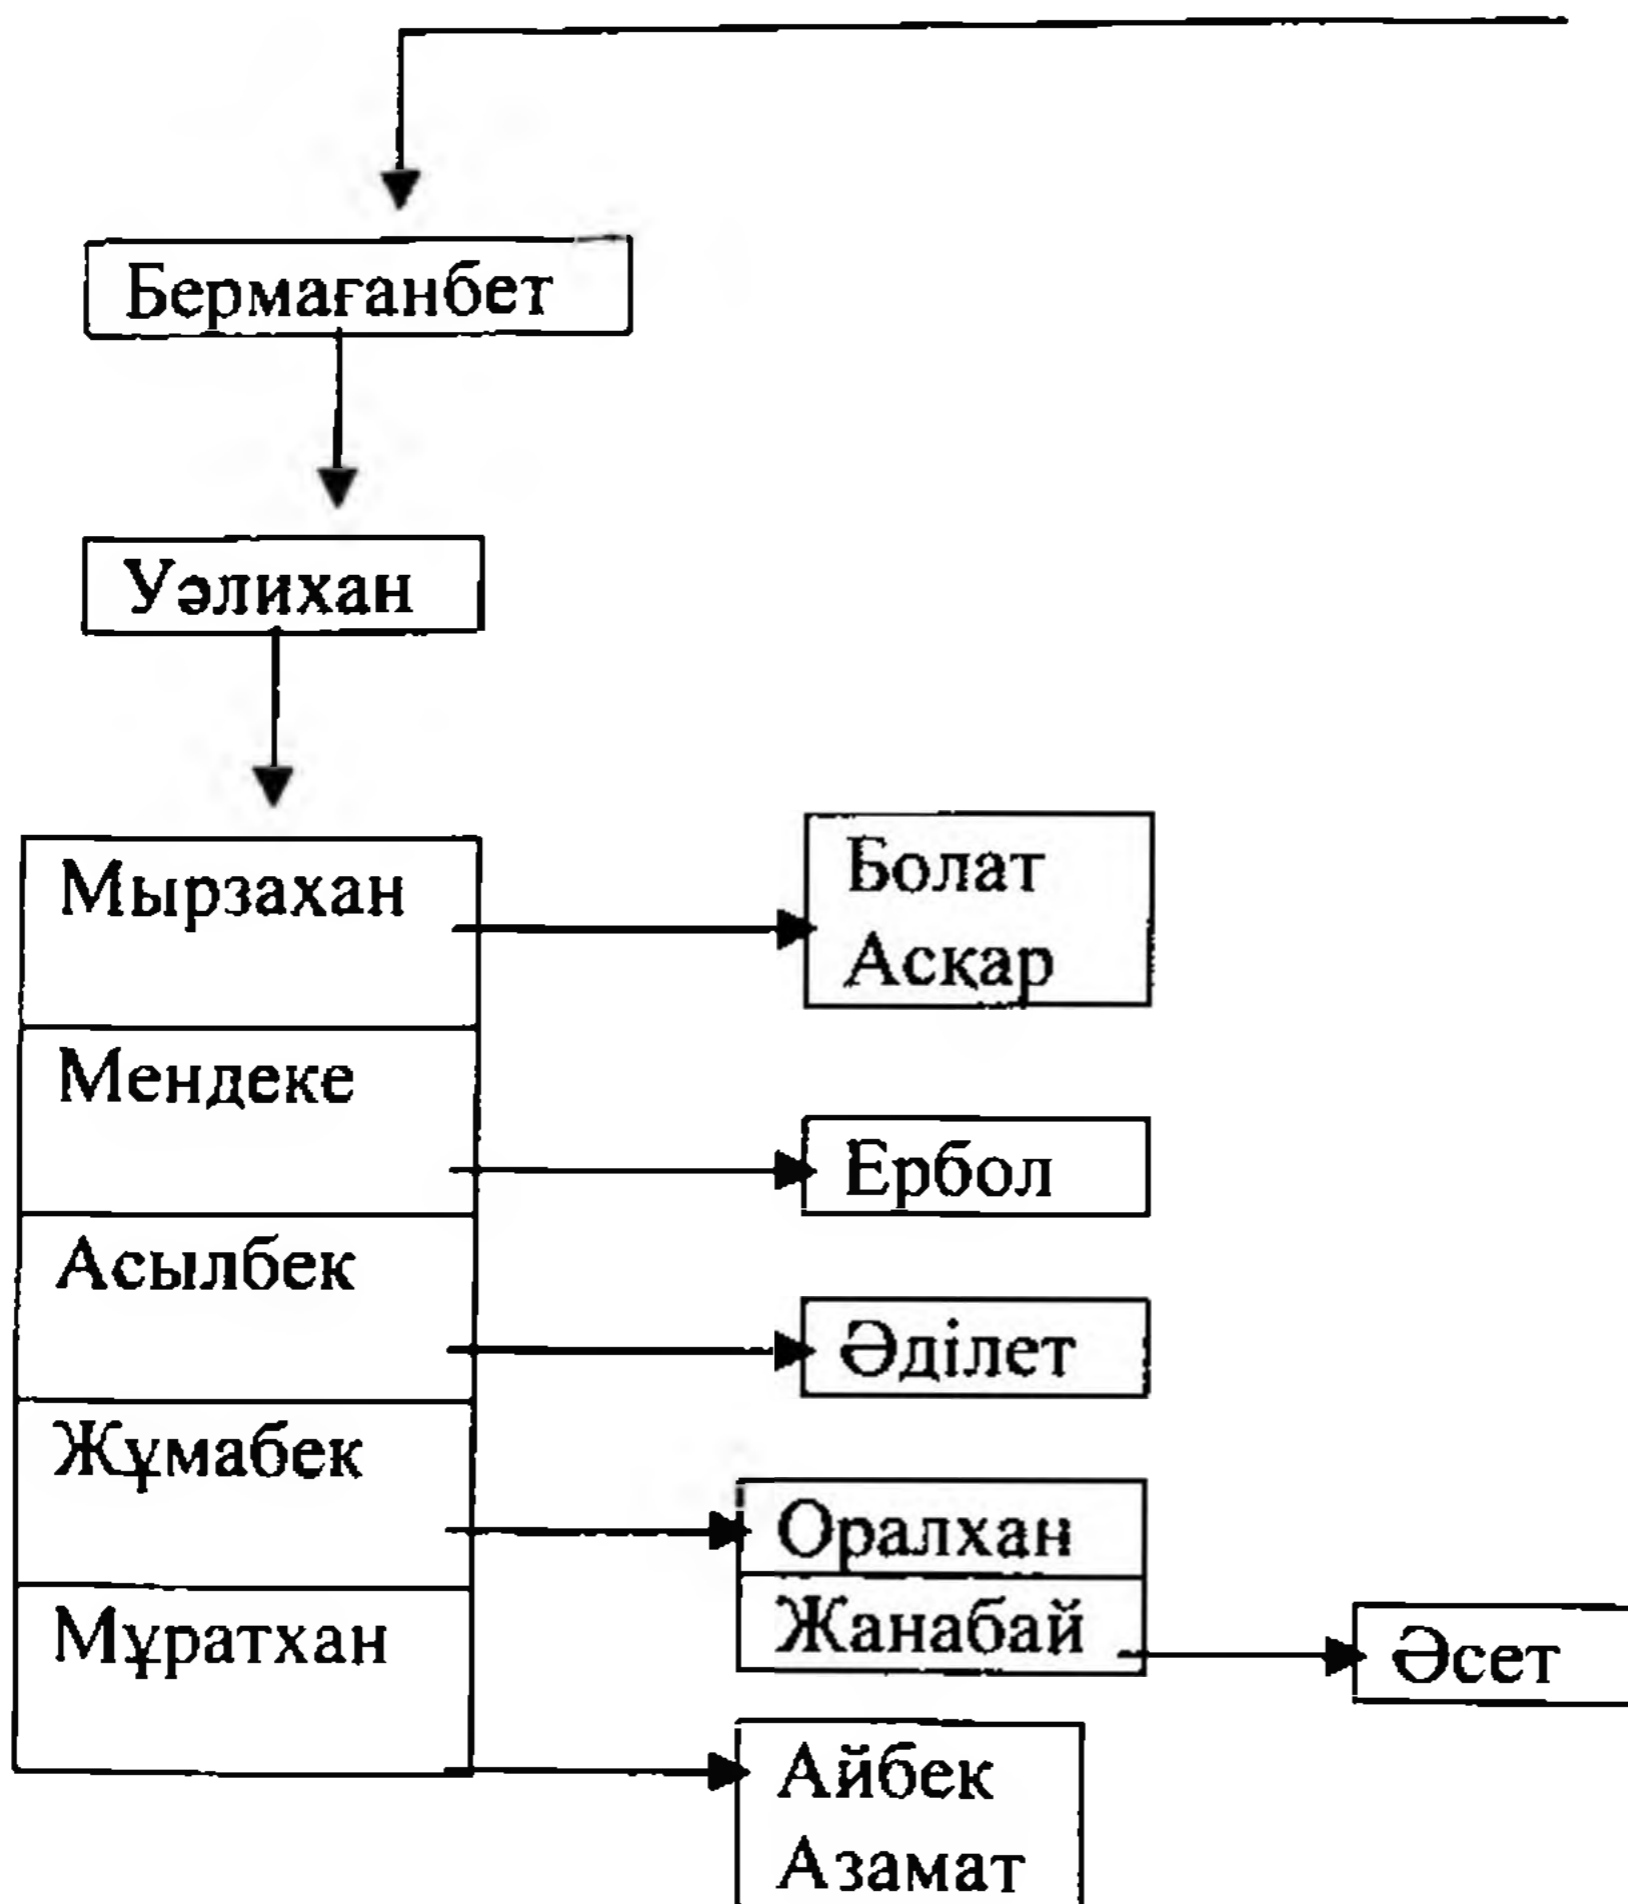 Бермағанбет
Уәлихан
Мырзахан
Болат
Асқар
Мендеке
Ербол
Асылбек
Әділет
Жұмабек
Оралхан
Жанабай
Әсет
Мұратхан
Айбек
Азамат